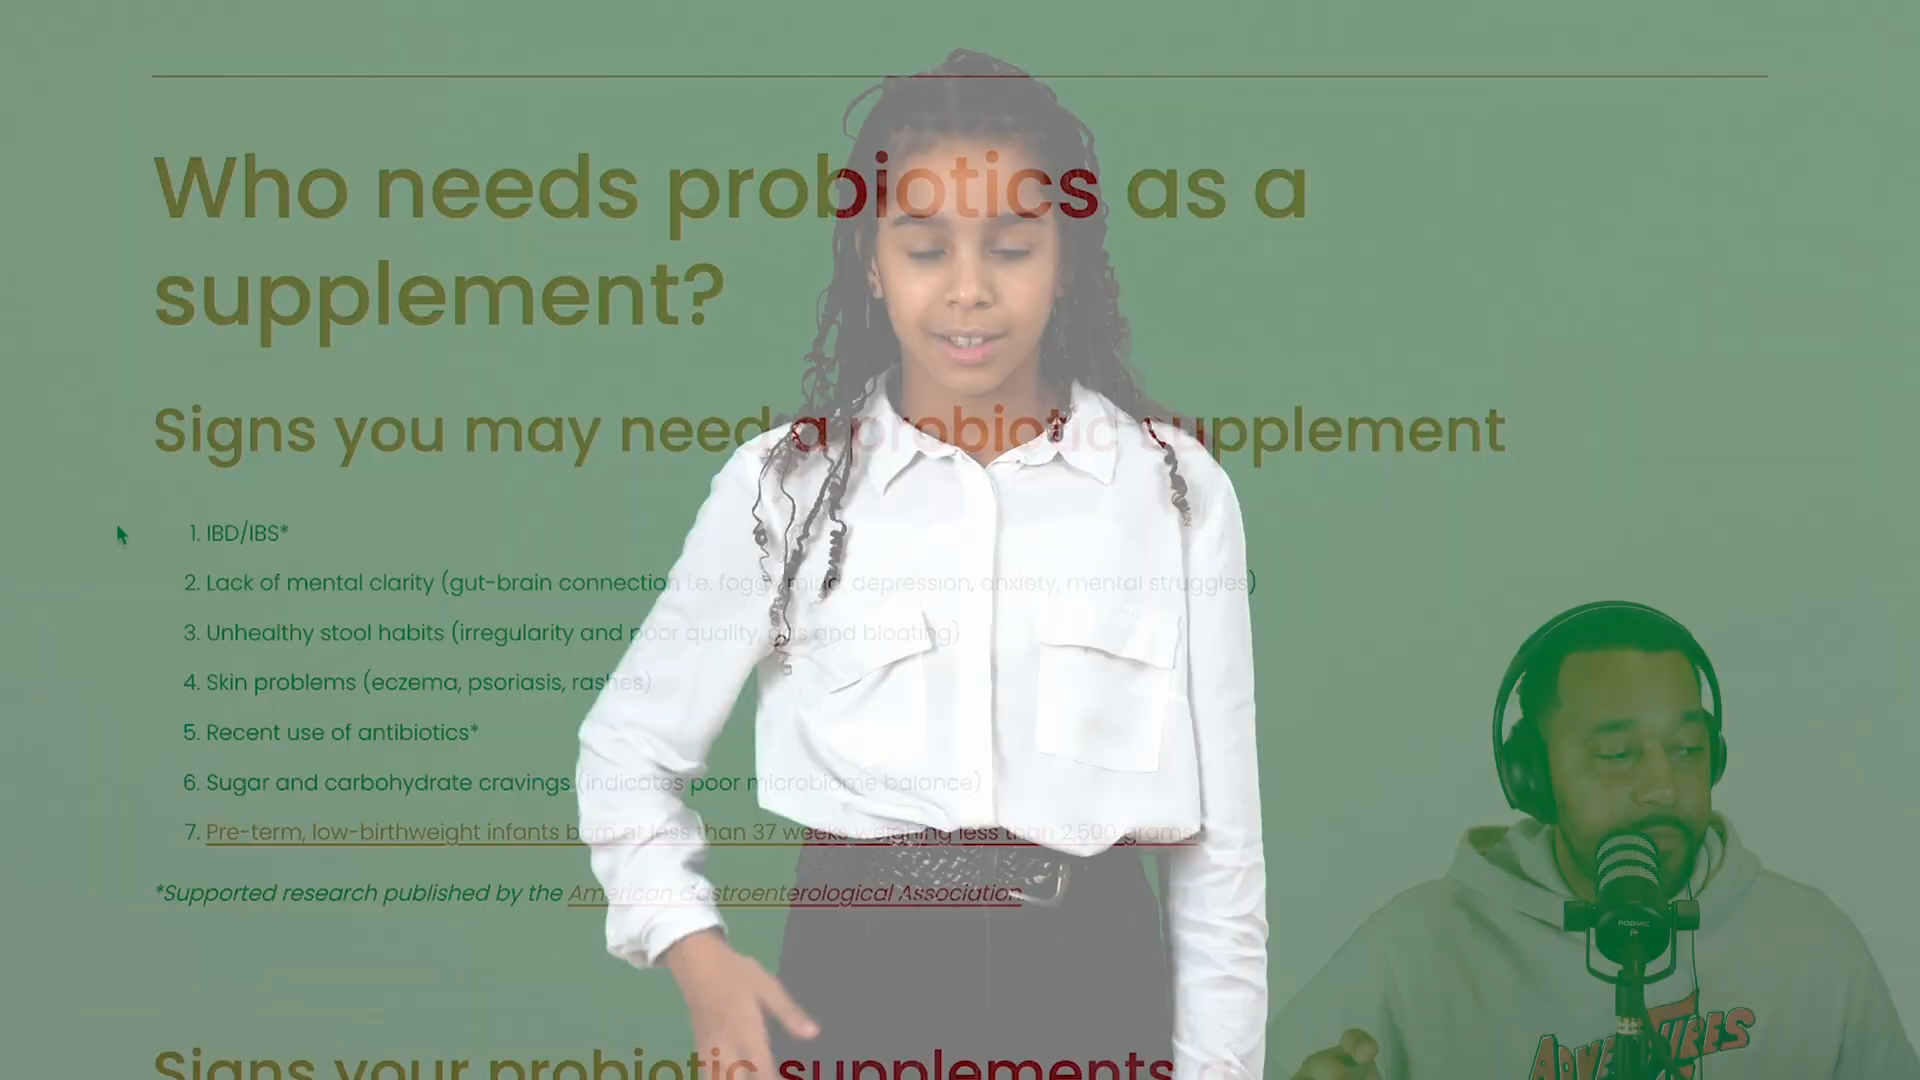 Who needs probiotics as a
supplement?
Signs you may need a probiotic supplement
1. IBD/IBS*
2. Lack of mental clarity (gut-brain connection i.e. foggy mind, depression, anxiety, mental struggles)
3. Unhealthy stool habits (irregularity and poor quality, gas and bloating)
4. Skin problems (eczema, psoriasis, rashes)
5. Recent use of antibiotics*
6. Sugar and carbohydrate cravings (indicates poor microbiome balance)
7. Pre-term, low-birthweight infants born at less than 37 weeks weighing less than 2,500 grams.
*Supported research published by the American Gastroenterological Association
PODMIC
Signs your probiotic supplements